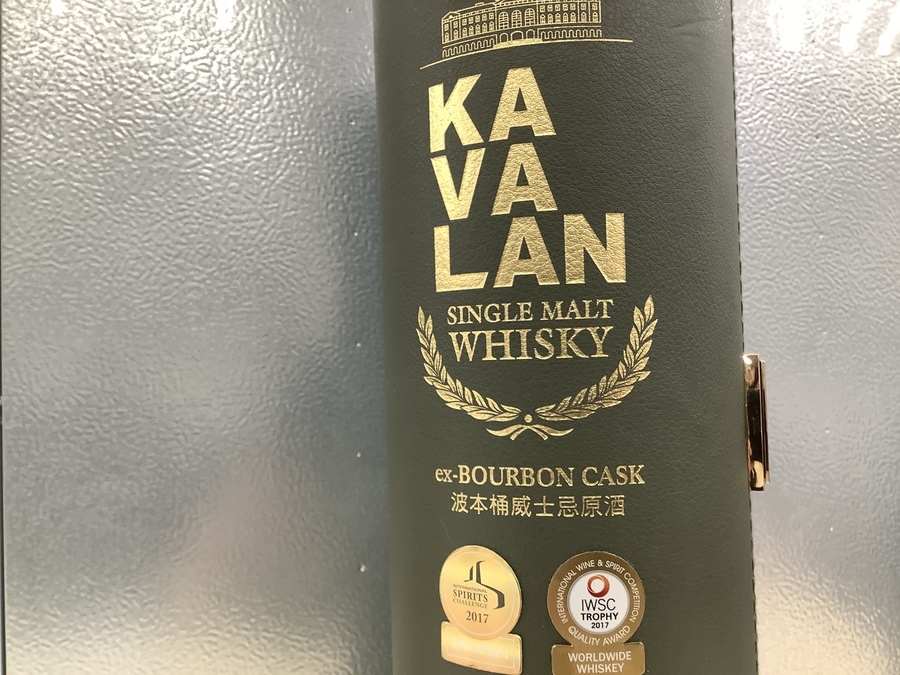 KA
VA
LAN
SINGLE MALT
WHISKY
ex-BOURBON CASK
波本桶威士忌原酒
INTERNATIONAL
SPIRITS
CHALLENGE
2017
INTERNATIONAL WINE & SPIRIT COMPETITION
IWSC
TROPHY
2017
QUALITY AWARD
WORLDWIDE
WHISKEY